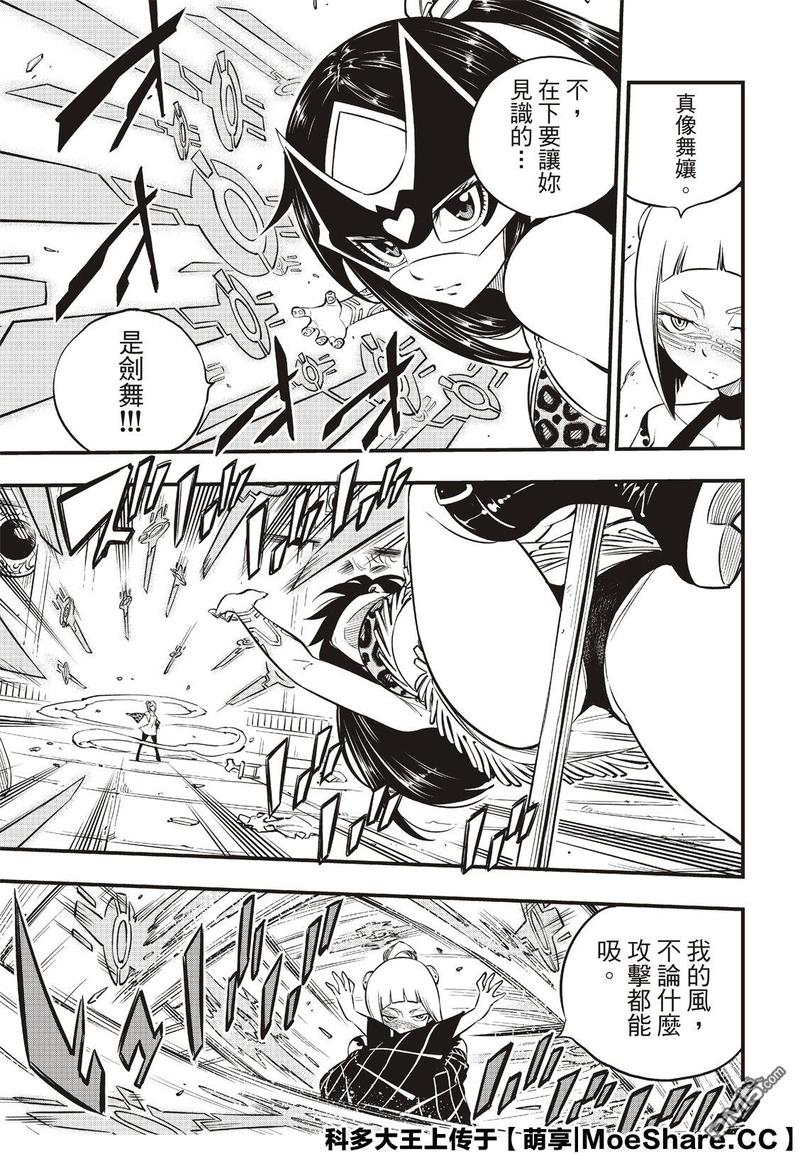 真像舞孃。
不，
在下要讓妳
見識的…
是劍舞!!!
我的風，
不論什麼
攻擊都能
吸。
科多大王上传于【萌享|MoeShare.CC】